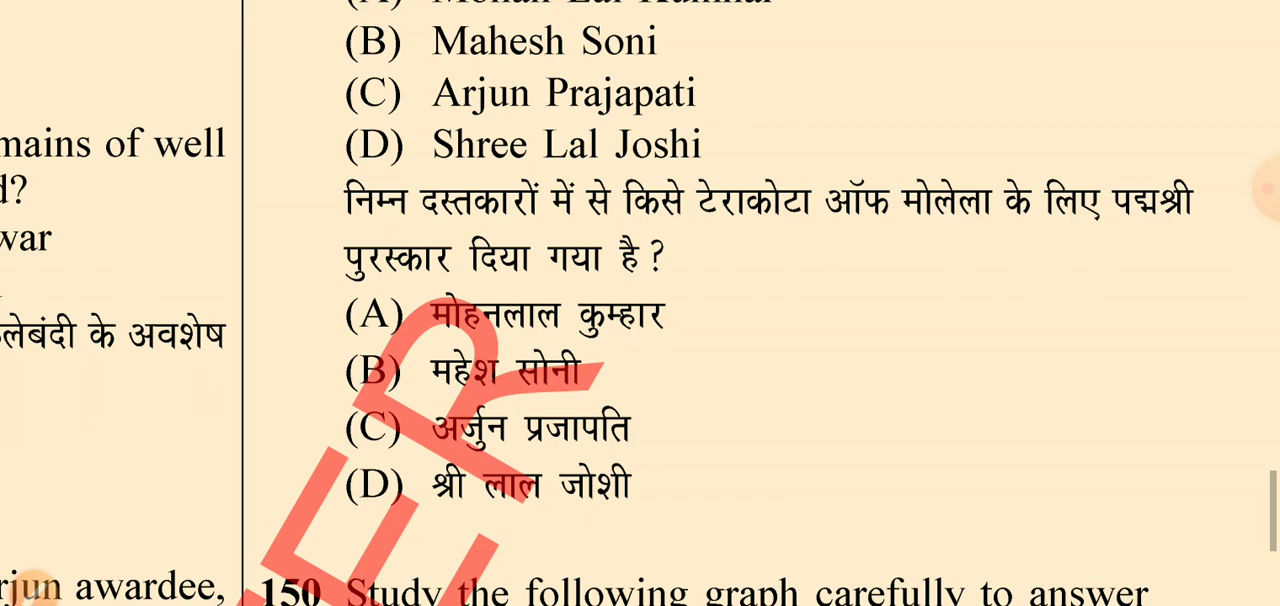 (B) Mahesh Soni
(C) Arjun Prajapati
mains of well
(D) Shree Lal Joshi
d?
war
निम्न दस्तकारों में से किसे टेराकोटा ऑफ मोलेला के लिए पद्मश्री
पुरस्कार दिया गया है ?
(A) मोहनलाल कुम्हार
लेबंदी के अवशेष
(B) महेश सोनी
(C) अर्जुन प्रजापति
(D) श्री लाल जोशी
rjun awardee,
150 Study the following graph carefully to answer
ER